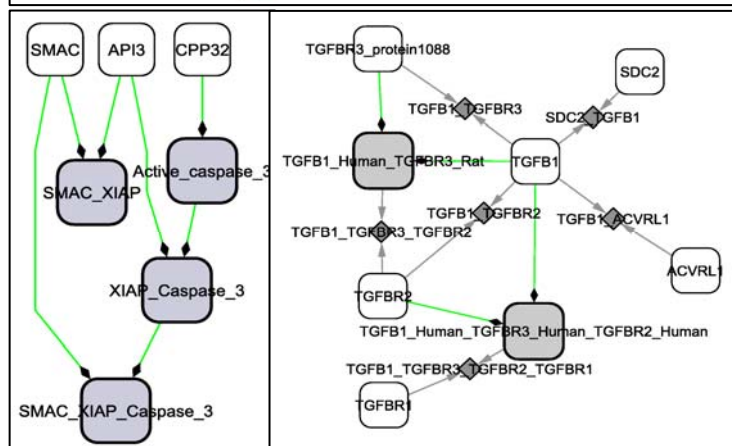 SMAC
API3
CPP32
Active_caspase_3
SMAC_XIAP
XIAP_Caspase_3
SMAC_XIAP_Caspase_3
TGFBR3_protein1088
SDC2
TGFB1_TGFBR3
SDC2_TGFB1
TGFB1_Human_TGFBR3_Rat
TGFB1
TGFB1_TGFBR2
TGFB1_ACVRL1
TGFB1_TGFBR3_TGFBR2
ACVRL1
TGFBR2
TGFB1_Human_TGFBR3_Human_TGFBR2_Human
TGFB1_TGFBR3_TGFBR2_TGFBR1
TGFBR1